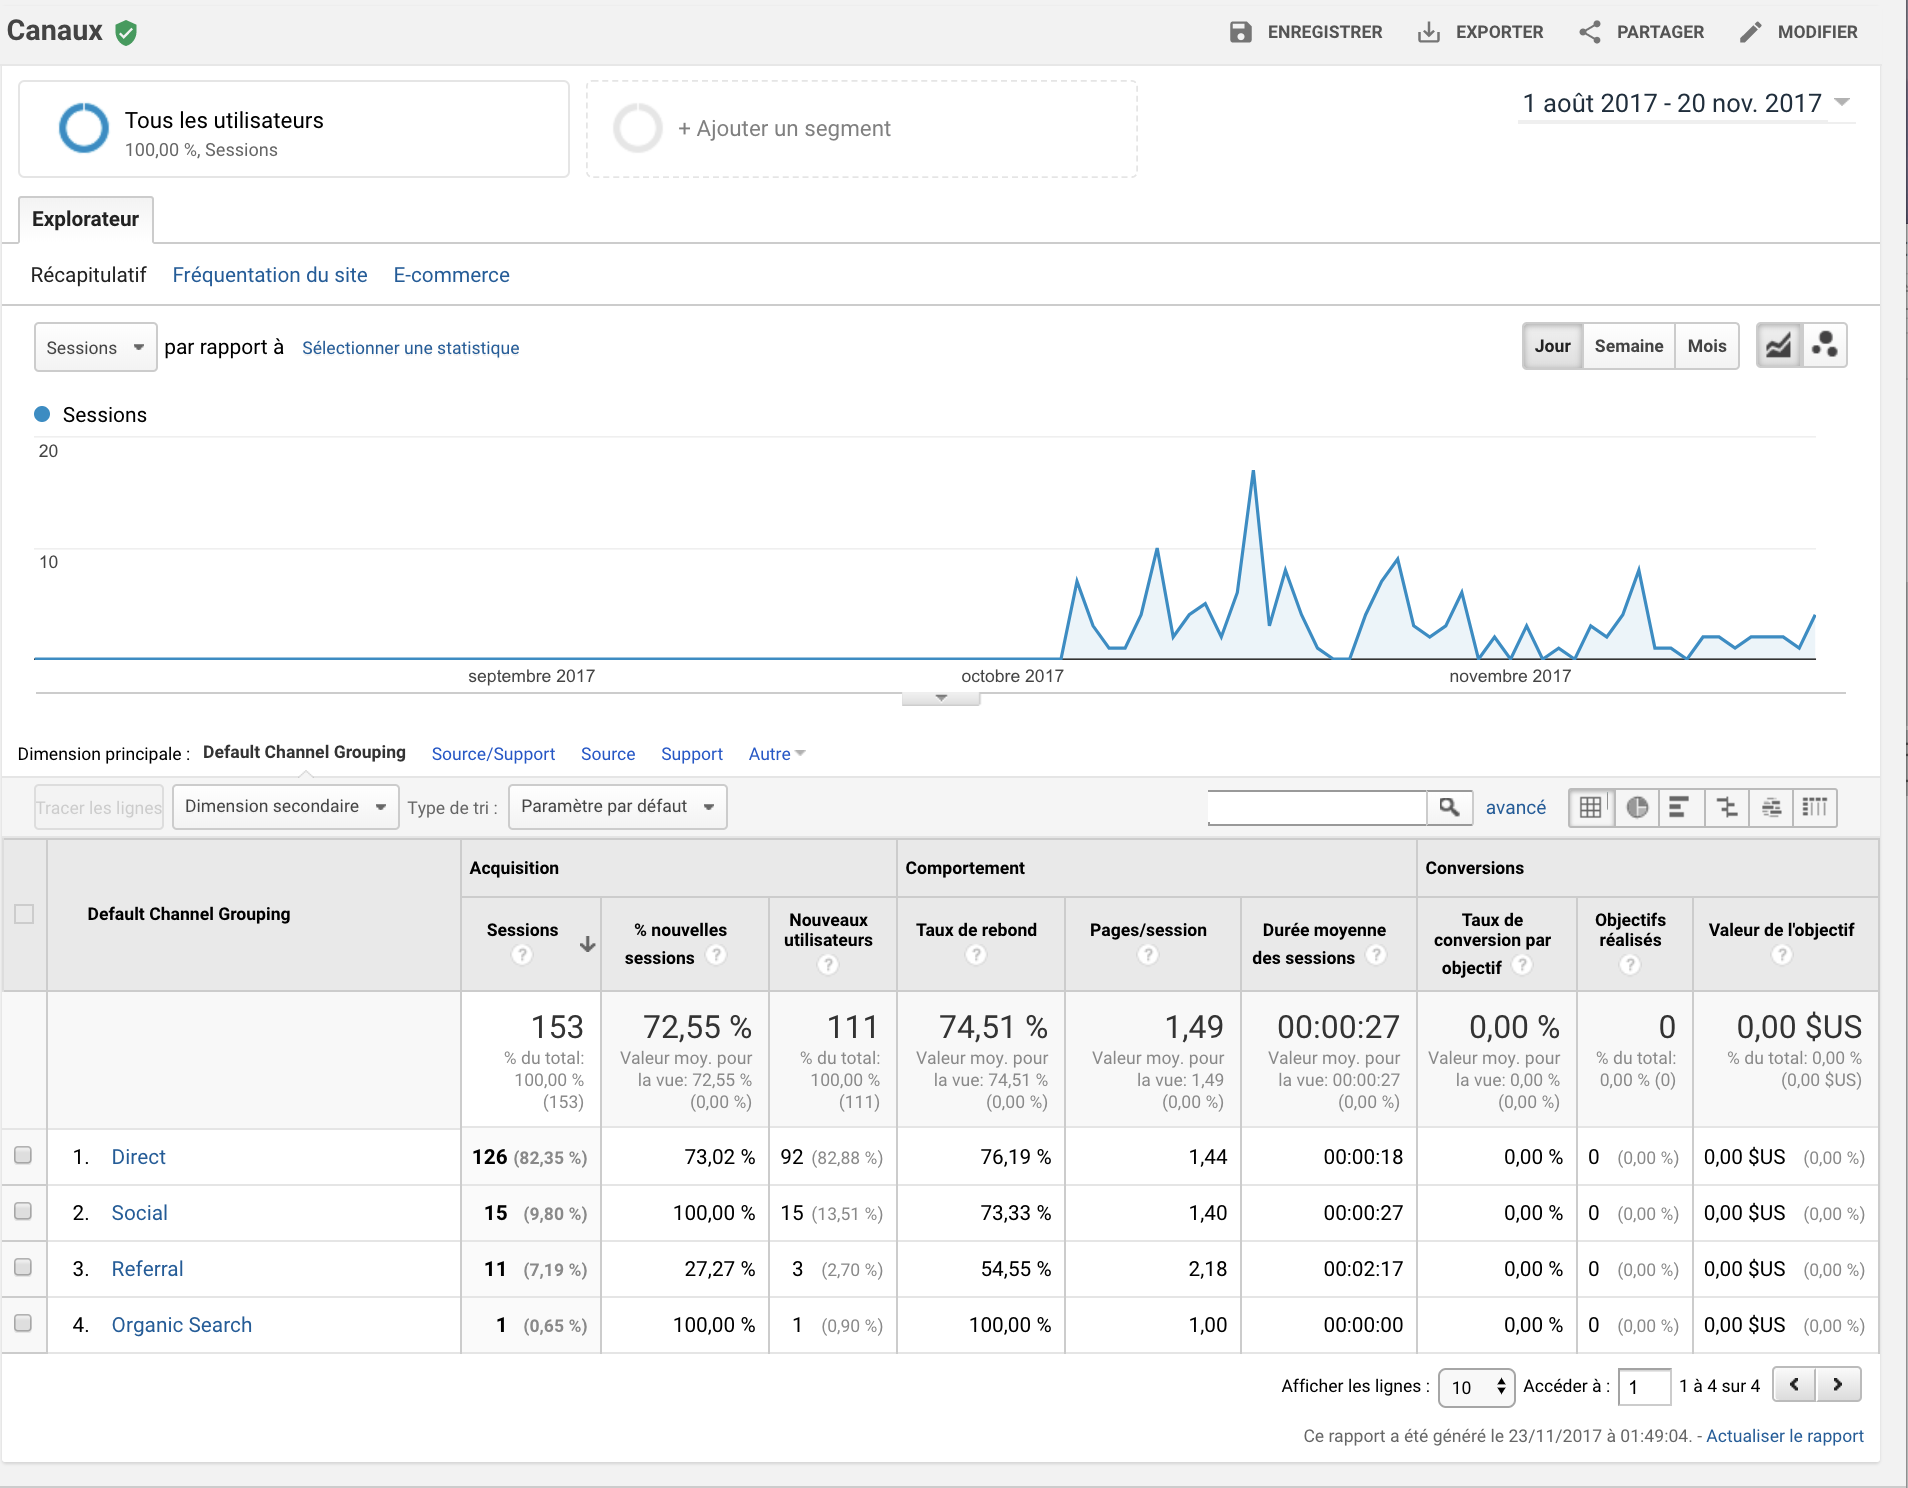 Canaux
ENREGISTRER EXPORTER PARTAGER MODIFIER
Tous les utilisateurs
100,00 %, Sessions
+ Ajouter un segment
1 août 2017 - 20 nov. 2017
Explorateur
Récapitulatif Fréquentation du site E-commerce
Sessions par rapport à Sélectionner une statistique
Jour Semaine Mois
Sessions
20
10
septembre 2017 octobre 2017 novembre 2017
Dimension principale : Default Channel Grouping Source/Support Source Support Autre
Tracer les lignes Dimension secondaire Type de tri : Paramètre par défaut avancé
Default Channel Grouping
Acquisition Comportement Conversions
Sessions ?
% nouvelles
sessions ?
Nouveaux
utilisateurs
?
Taux de rebond
?
Pages/session
?
Durée moyenne
des sessions ?
Taux de
conversion par
objectif ?
Objectifs
réalisés
?
Valeur de l'objectif
?
153 72,55 % 111 74,51 % 1,49 00:00:27 0,00 % 0 0,00 $US
% du total: Valeur moy. pour % du total: Valeur moy. pour Valeur moy. pour Valeur moy. pour Valeur moy. pour % du total: % du total: 0,00 %
100,00 % la vue: 72,55 % 100,00 % la vue: 74,51 % la vue: 1,49 la vue: 00:00:27 la vue: 0,00 % 0,00 % (0) (0,00 $US)
(153) (0,00 %) (111) (0,00 %) (0,00 %) (0,00 %) (0,00 %)
1. Direct 126 (82,35 %) 73,02 % 92 (82,88 %) 76,19 % 1,44 00:00:18 0,00 % 0 (0,00 %) 0,00 $US (0,00 %)
2. Social 15 (9,80 %) 100,00 % 15 (13,51 %) 73,33 % 1,40 00:00:27 0,00 % 0 (0,00 %) 0,00 $US (0,00 %)
3. Referral 11 (7,19 %) 27,27 % 3 (2,70 %) 54,55 % 2,18 00:02:17 0,00 % 0 (0,00 %) 0,00 $US (0,00 %)
4. Organic Search 1 (0,65 %) 100,00 % 1 (0,90 %) 100,00 % 1,00 00:00:00 0,00 % 0 (0,00 %) 0,00 $US (0,00 %)
Afficher les lignes : 10 Accéder à : 1 1 à 4 sur 4
Ce rapport a été généré le 23/11/2017 à 01:49:04. - Actualiser le rapport